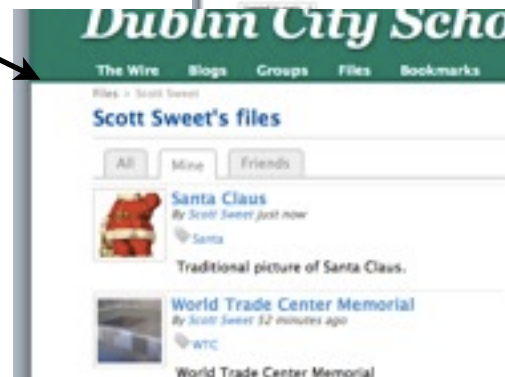 Dublin City Scho
The Wire Blogs Groups Files Bookmarks
Files > Scott Sweet
Scott Sweet's files
All Mine Friends
Santa Claus
By Scott Sweet just now
Santa
Traditional picture of Santa Claus.
World Trade Center Memorial
By Scott Sweet 52 minutes ago
WTC
World Trade Center Memorial